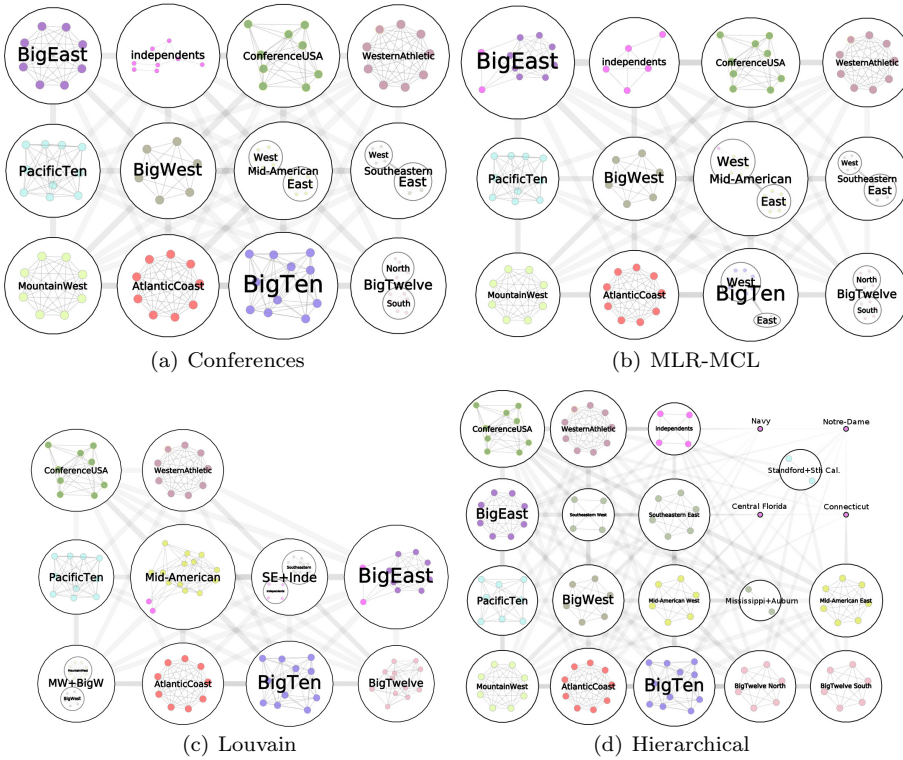 BigEast
independents
ConferenceUSA
WesternAthletic
PacificTen
BigWest
West
Mid-American
East
West
Southeastern
East
MountainWest
AtlanticCoast
BigTen
North
BigTwelve
South
(a) Conferences
BigEast
independents
ConferenceUSA
WesternAthletic
PacificTen
BigWest
West
Mid-American
East
West
Southeastern
East
MountainWest
AtlanticCoast
West
BigTen
East
North
BigTwelve
South
(b) MLR-MCL
ConferenceUSA
WesternAthletic
PacificTen
Mid-American
Southeastern
SE+Inde
Independents
BigEast
MountainWest
MW+BigW
BigWest
AtlanticCoast
BigTen
BigTwelve
(c) Louvain
ConferenceUSA
WesternAthletic
independents
Navy
Notre-Dame
Standford+Sth Cal.
BigEast
Southeastern West
Southeastern East
Central Florida
Connecticut
PacificTen
BigWest
Mid-American West
Mississippi+Auburn
Mid-American East
MountainWest
AtlanticCoast
BigTen
BigTwelve North
BigTwelve South
(d) Hierarchical